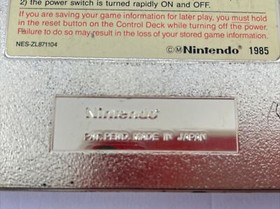 2) the power switch is turned rapidly ON and OFF.
If you are saving your game information for later play, you must hold
in the reset button on the Control Deck while turning off the power.
Failure to do so may result in the loss of your stored game information.
NES-ZL871104
©ⓂNintendo® 1985
Nintendo
PAT. PEND. MADE IN JAPAN